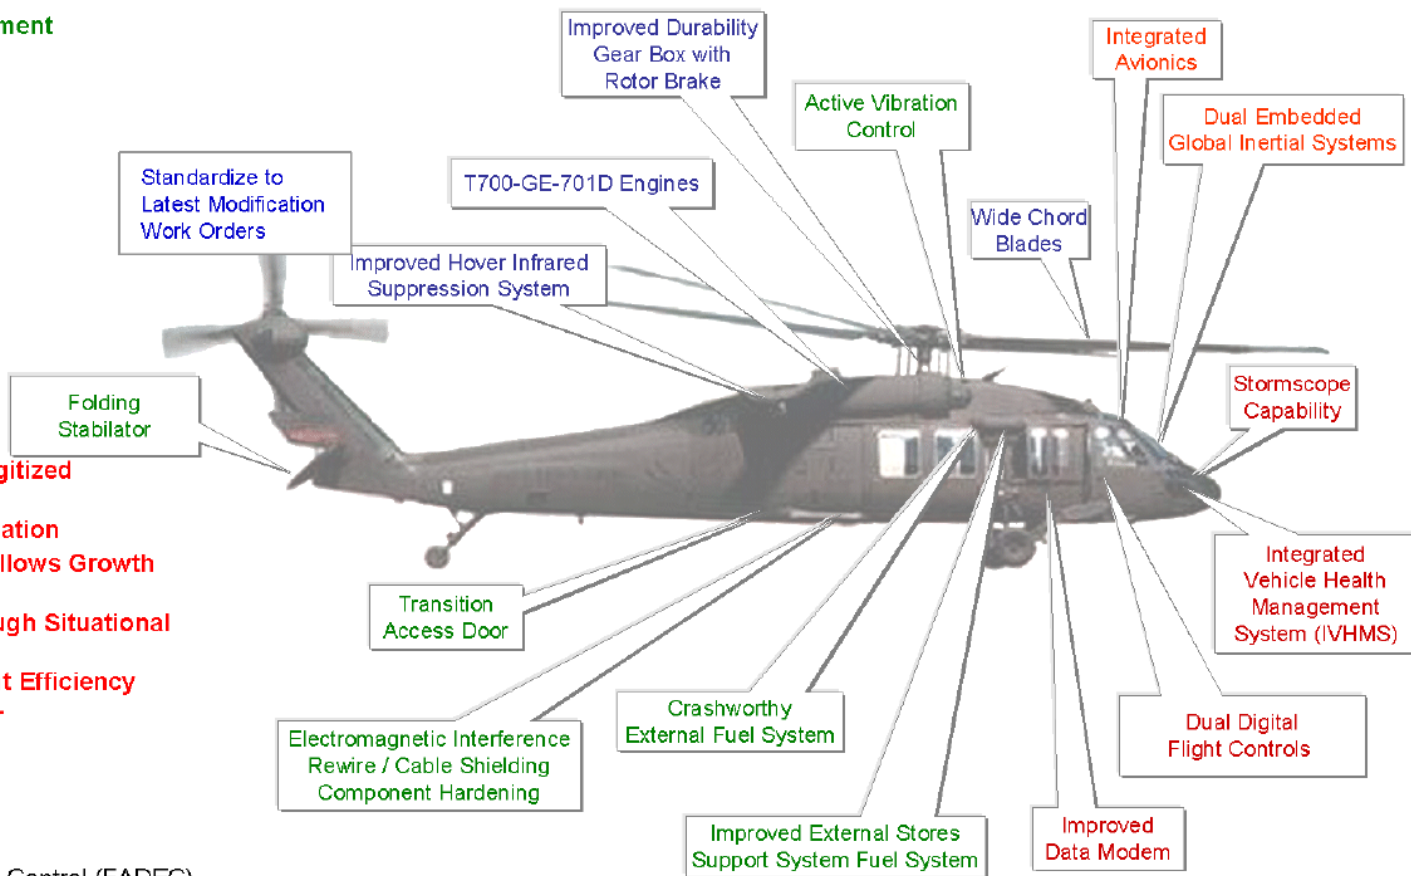 Improved Durability
Gear Box with
Rotor Brake
Integrated
Avionics
Active Vibration
Control
Dual Embedded
Global Inertial Systems
Standardize to
Latest Modification
Work Orders
T700-GE-701D Engines
Wide Chord
Blades
Improved Hover Infrared
Suppression System
Folding
Stabilator
Stormscope
Capability
llows Growth
Situational
t Efficiency
Integrated
Vehicle Health
Management
System (IVHMS)
Transition
Access Door
Crashworthy
External Fuel System
Dual Digital
Flight Controls
Electromagnetic Interference
Rewire / Cable Shielding
Component Hardening
Improved External Stores
Support System Fuel System
Improved
Data Modem
Control (FADEC)